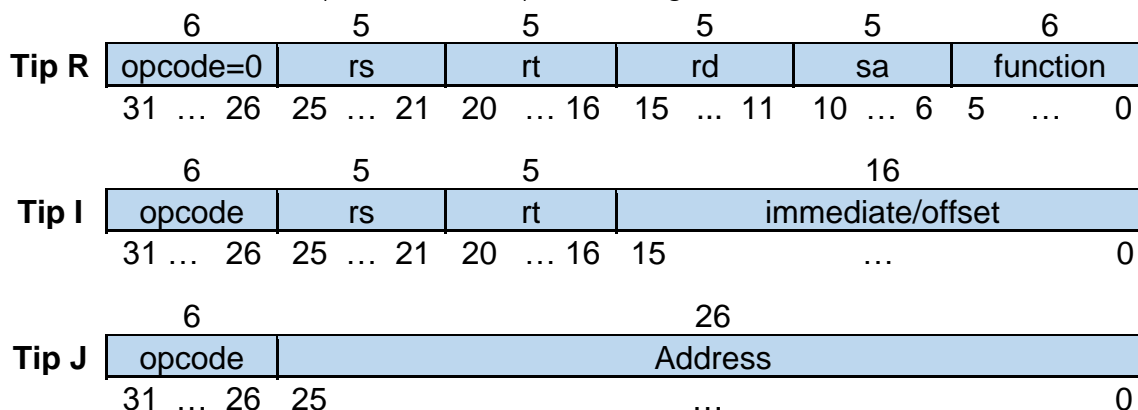 6 5 5 5 5 6
Tip R opcode=0 rs rt rd sa function
31 … 26 25 … 21 20 … 16 15 ... 11 10 … 6 5 … 0
6 5 5 16
Tip I opcode rs rt immediate/offset
31 … 26 25 … 21 20 … 16 15 … 0
6 26
Tip J opcode Address
31 … 26 25 … 0